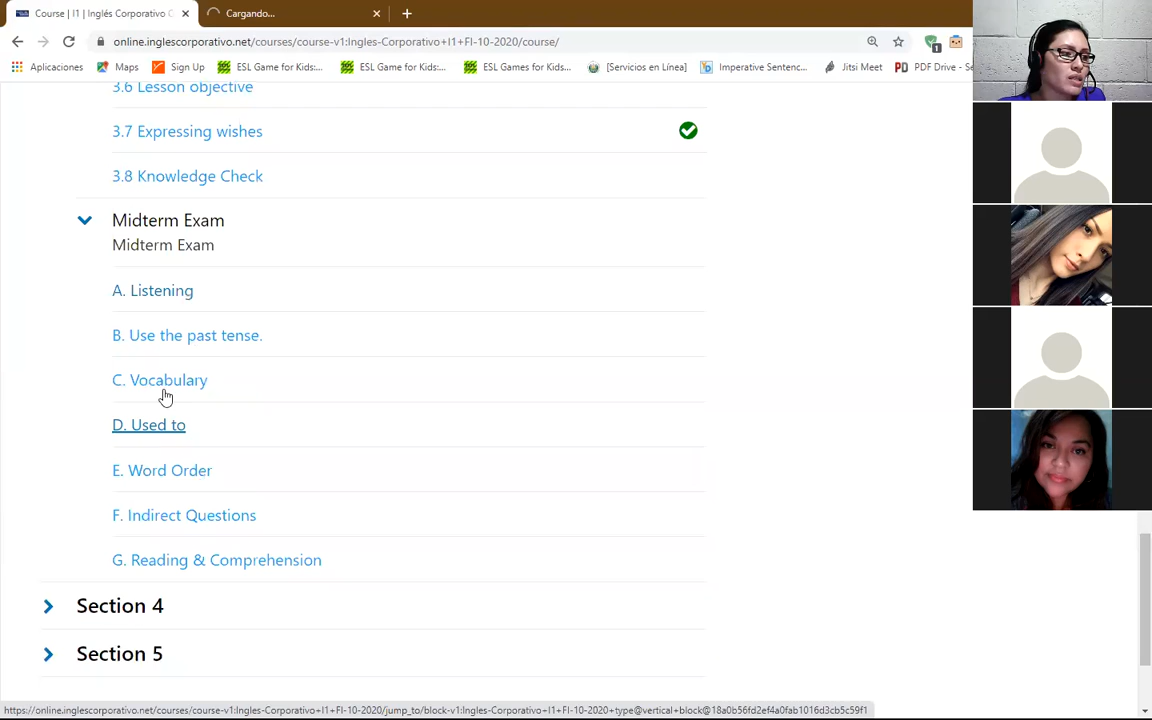 Course | I1 | Inglés Corporativo C
Cargando...
online.inglescorporativo.net/courses/course-v1:Ingles-Corporativo+I1+FI-10-2020/course/
Aplicaciones
Maps
Sign Up
ESL Game for Kids:...
ESL Game for Kids:...
ESL Games for Kids...
[Servicios en Línea]
Imperative Sentenc...
Jitsi Meet
PDF Drive - Se
3.6 Lesson objective
3.7 Expressing wishes
3.8 Knowledge Check
Midterm Exam
Midterm Exam
A. Listening
B. Use the past tense.
C. Vocabulary
D. Used to
E. Word Order
F. Indirect Questions
G. Reading & Comprehension
Section 4
Section 5
https://online.inglescorporativo.net/courses/course-v1:Ingles-Corporativo+I1+FI-10-2020/jump_to/block-v1:Ingles-Corporativo+I1+FI-10-2020+type@vertical+block@18a0b56fd2ef4a0fab1016d3cb5c59f1